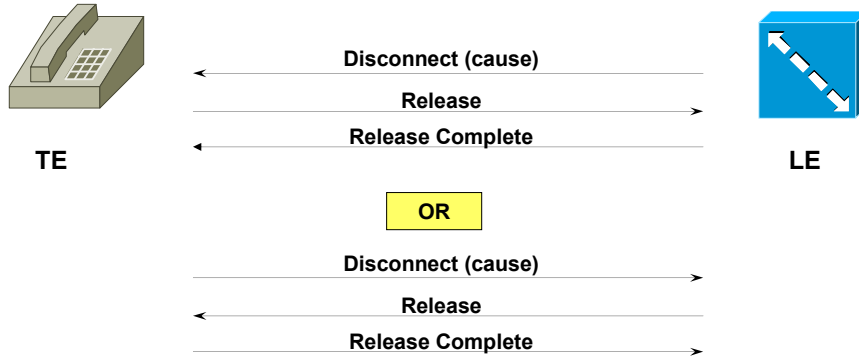 Disconnect (cause)
Release
Release Complete
TE
LE
OR
Disconnect (cause)
Release
Release Complete